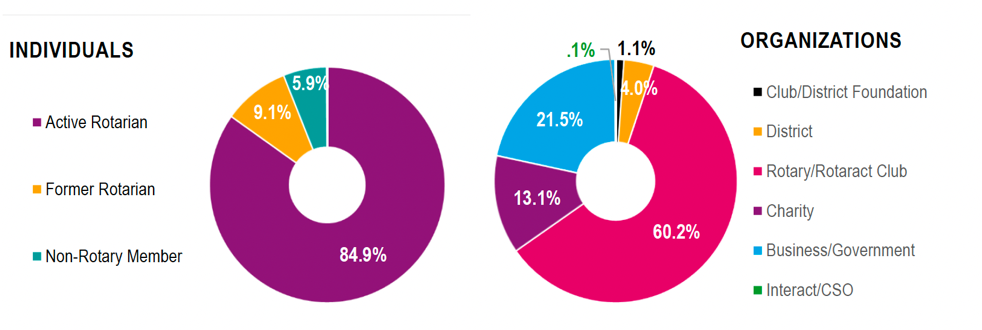 INDIVIDUALS
Active Rotarian
Former Rotarian
Non-Rotary Member
5.9%
9.1%
84.9%
ORGANIZATIONS
.1%
1.1%
4.0%
21.5%
13.1%
60.2%
Club/District Foundation
District
Rotary/Rotaract Club
Charity
Business/Government
Interact/CSO